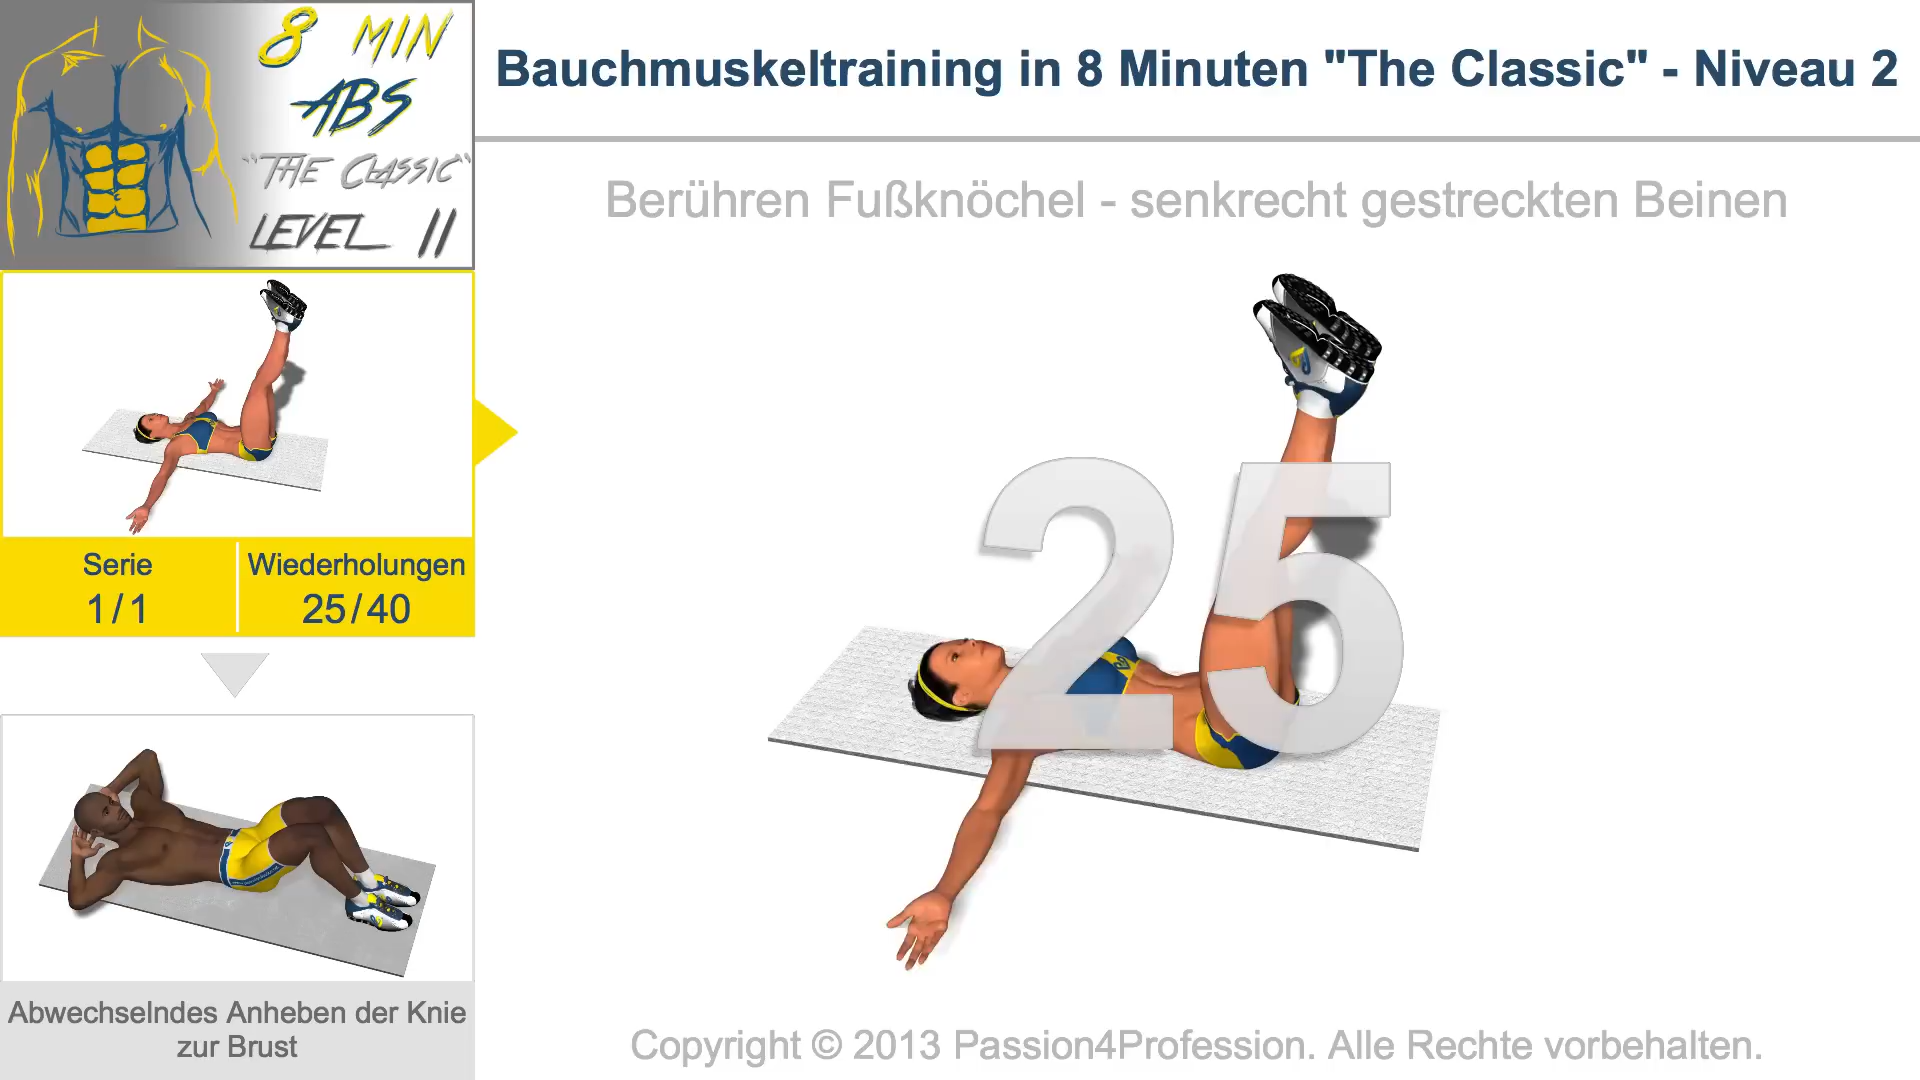 8 MIN
ABS
"THE CLASSIC"
LEVEL II
Bauchmuskeltraining in 8 Minuten "The Classic" - Niveau 2
Berühren Fußknöchel - senkrecht gestreckten Beinen
25
Serie
1/1
Wiederholungen
25/40
Abwechselndes Anheben der Knie
zur Brust
Copyright © 2013 Passion4Profession. Alle Rechte vorbehalten.